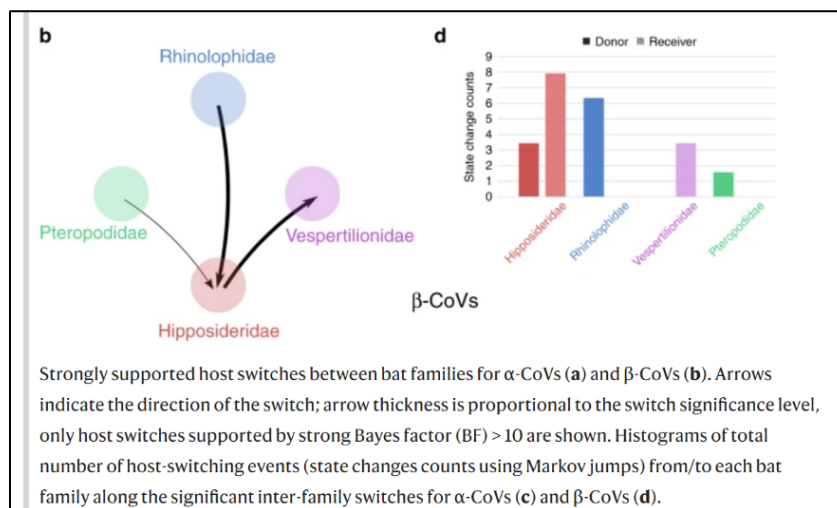 b
Rhinolophidae
Pteropodidae
Vespertilionidae
Hipposideridae
d
Donor Receiver
State change counts
9
8
7
6
5
4
3
2
1
0
Hipposideridae
Rhinolophidae
Vespertilionidae
Pteropodidae
β-CoVs
Strongly supported host switches between bat families for α-CoVs (a) and β-CoVs (b). Arrows
indicate the direction of the switch; arrow thickness is proportional to the switch significance level,
only host switches supported by strong Bayes factor (BF) > 10 are shown. Histograms of total
number of host-switching events (state changes counts using Markov jumps) from/to each bat
family along the significant inter-family switches for α-CoVs (c) and β-CoVs (d).